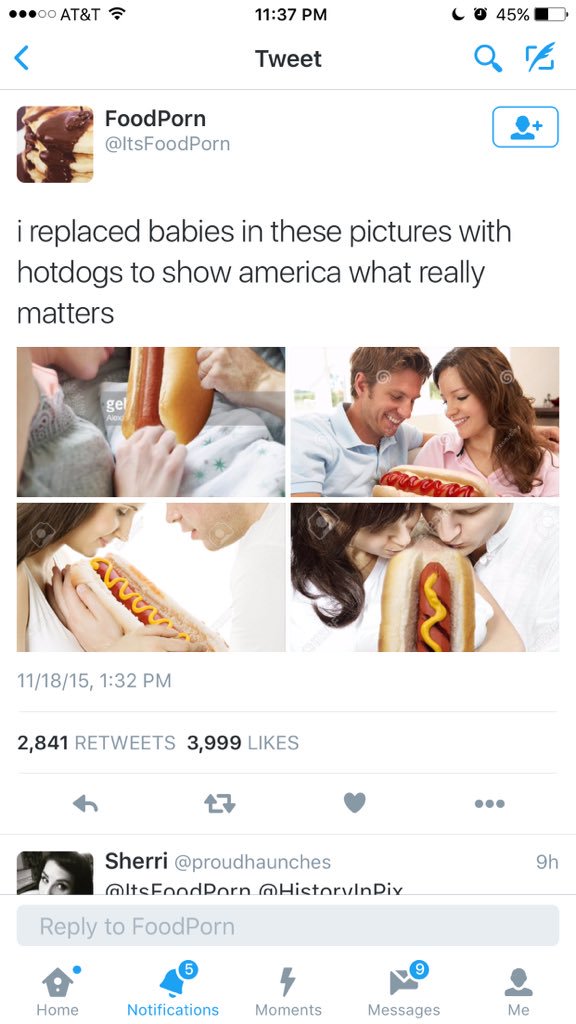 AT&T 11:37 PM 45%
Tweet
FoodPorn
@ItsFoodPorn
i replaced babies in these pictures with
hotdogs to show america what really
matters
11/18/15, 1:32 PM
2,841 RETWEETS 3,999 LIKES
Sherri @proudhaunches 9h
@ItsFoodPorn @HistoryInPix
Reply to FoodPorn
5 9
Home Notifications Moments Messages Me